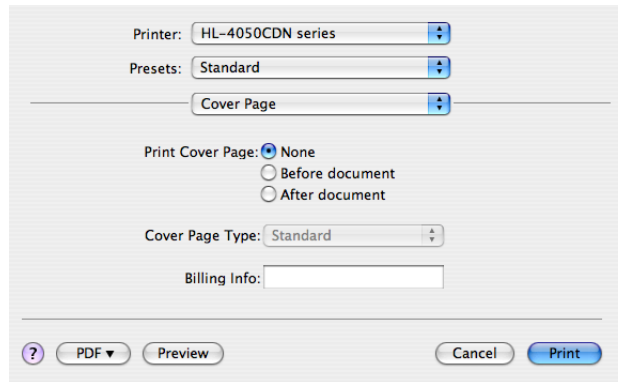 Printer: HL-4050CDN series
Presets: Standard
Cover Page
Print Cover Page: None
Before document
After document
Cover Page Type: Standard
Billing Info:
? PDF▼ Preview Cancel Print